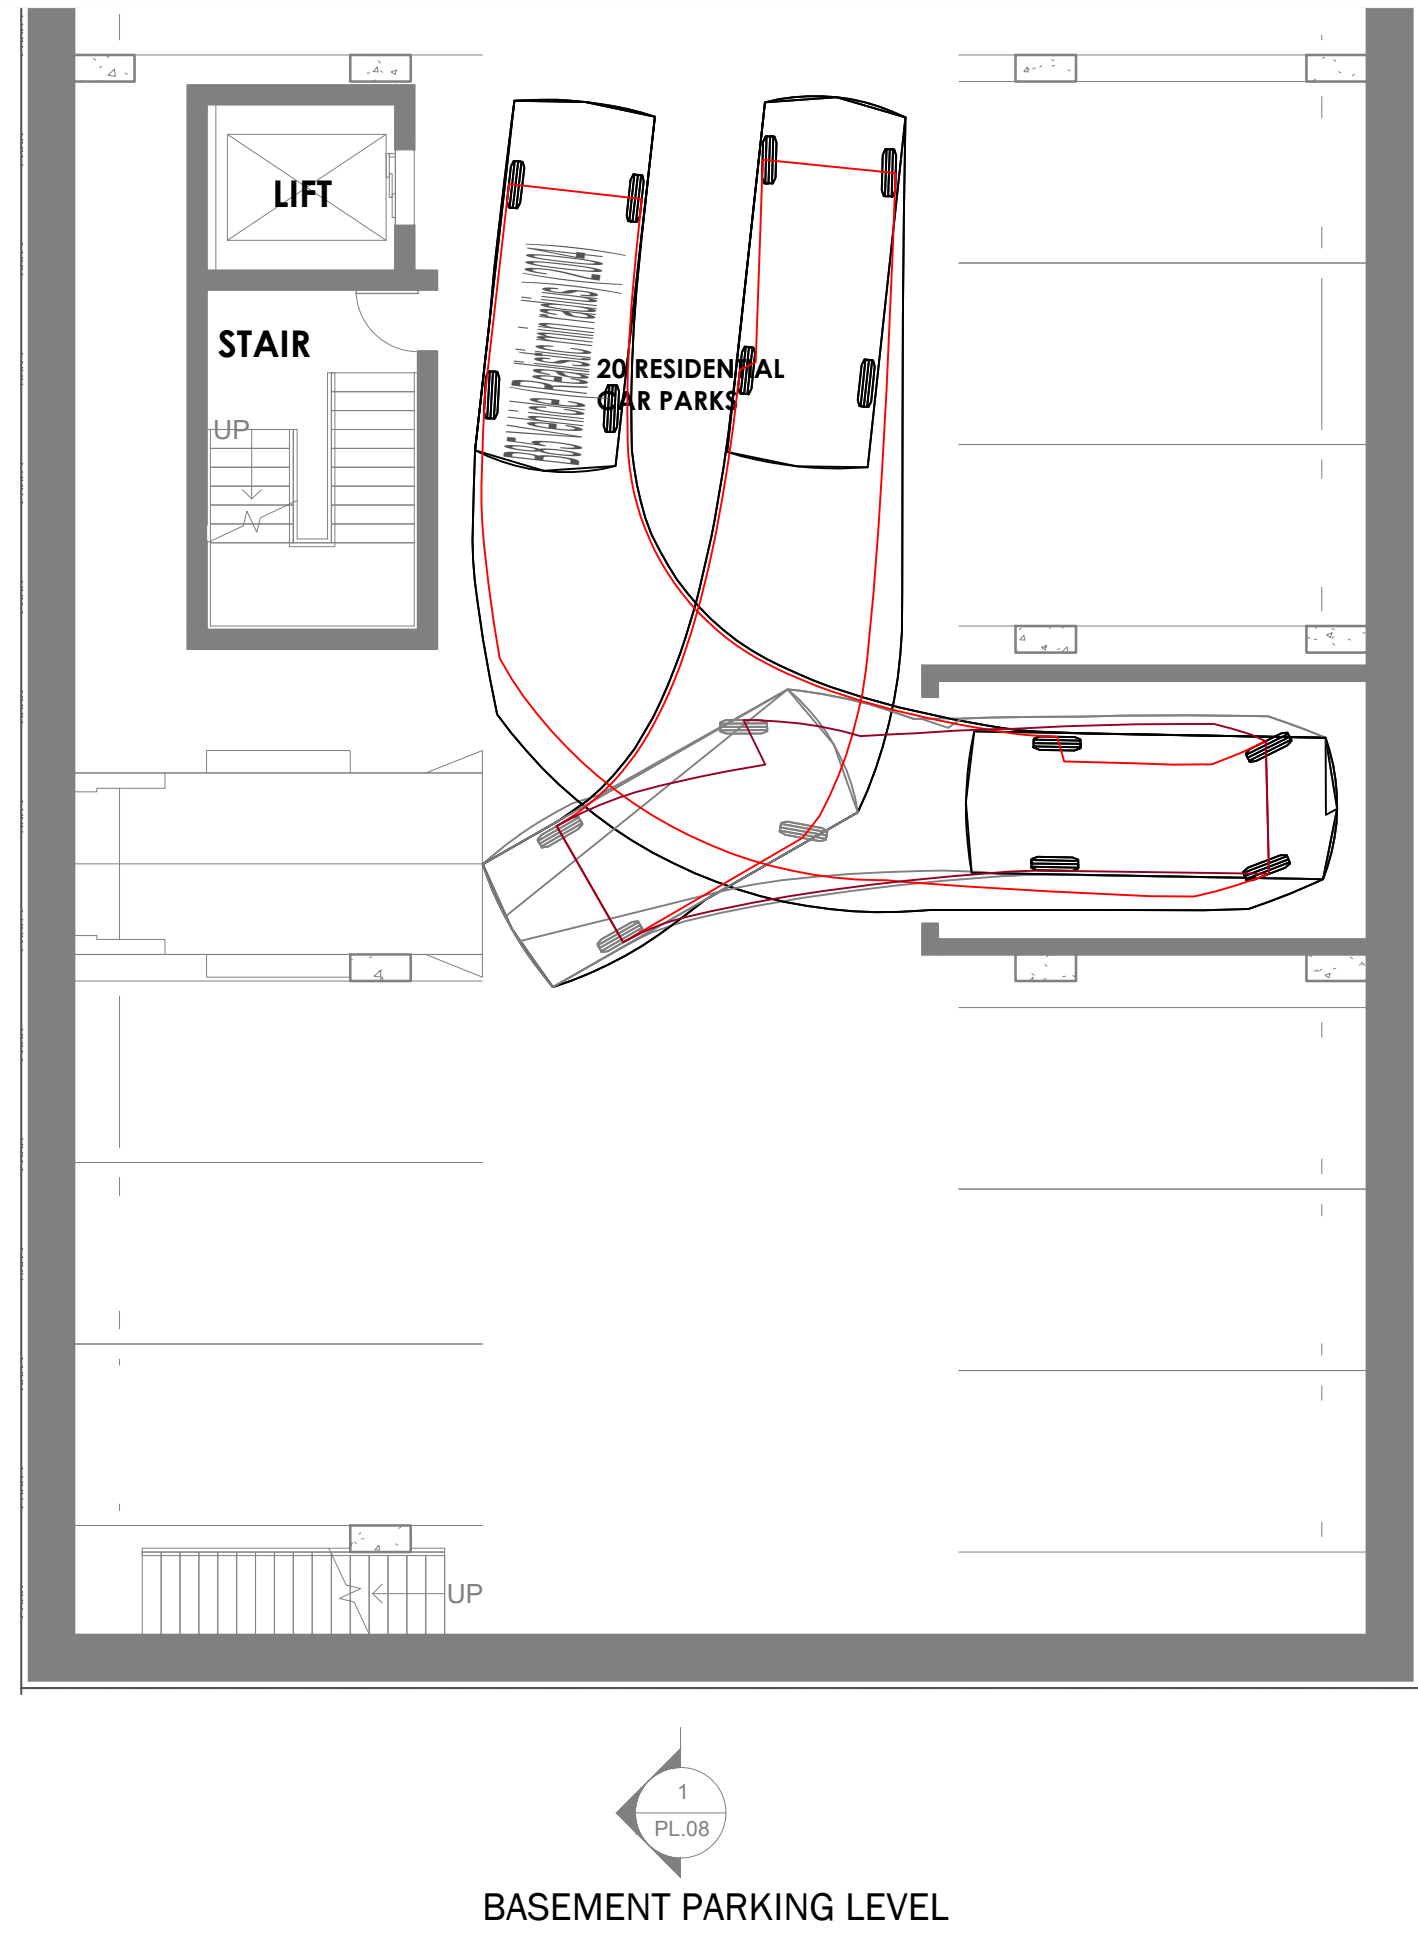 LIFT
STAIR
UP
20 RESIDENTIAL
CAR PARKS
UP
1
PL.08
BASEMENT PARKING LEVEL